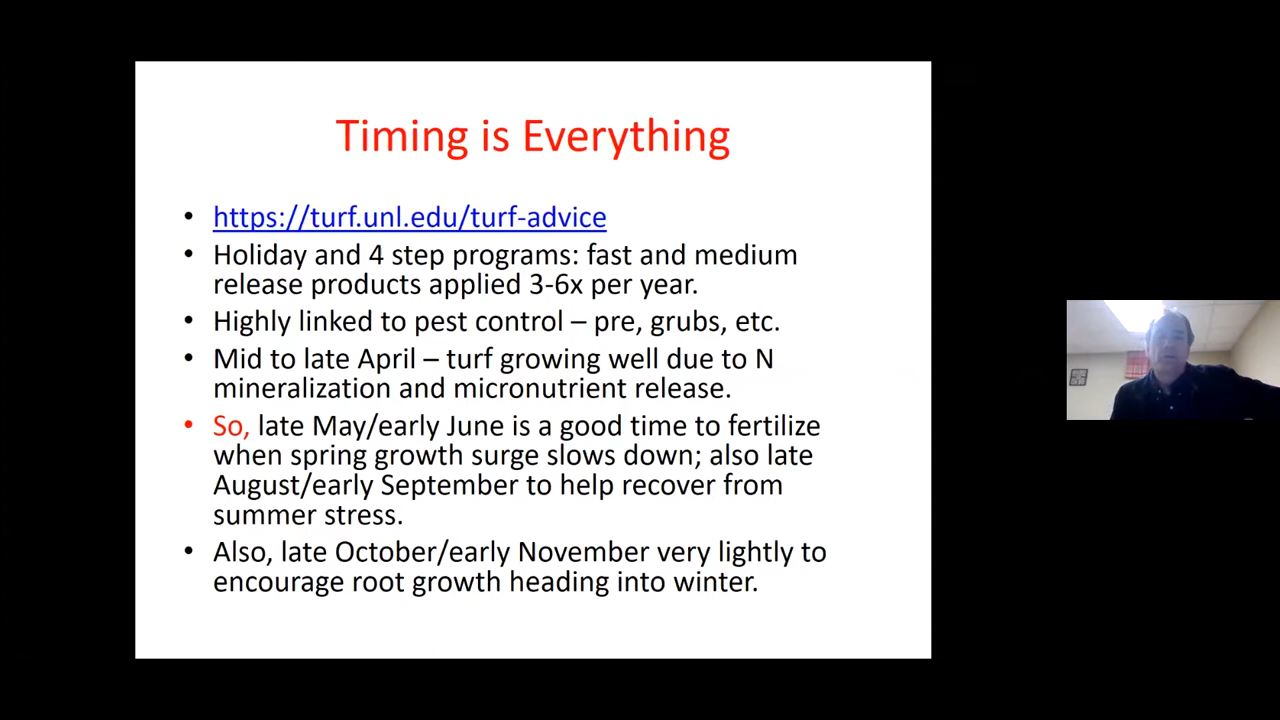 Timing is Everything
• https://turf.unl.edu/turf-advice
• Holiday and 4 step programs: fast and medium
release products applied 3-6x per year.
• Highly linked to pest control – pre, grubs, etc.
• Mid to late April – turf growing well due to N
mineralization and micronutrient release.
• So, late May/early June is a good time to fertilize
when spring growth surge slows down; also late
August/early September to help recover from
summer stress.
• Also, late October/early November very lightly to
encourage root growth heading into winter.